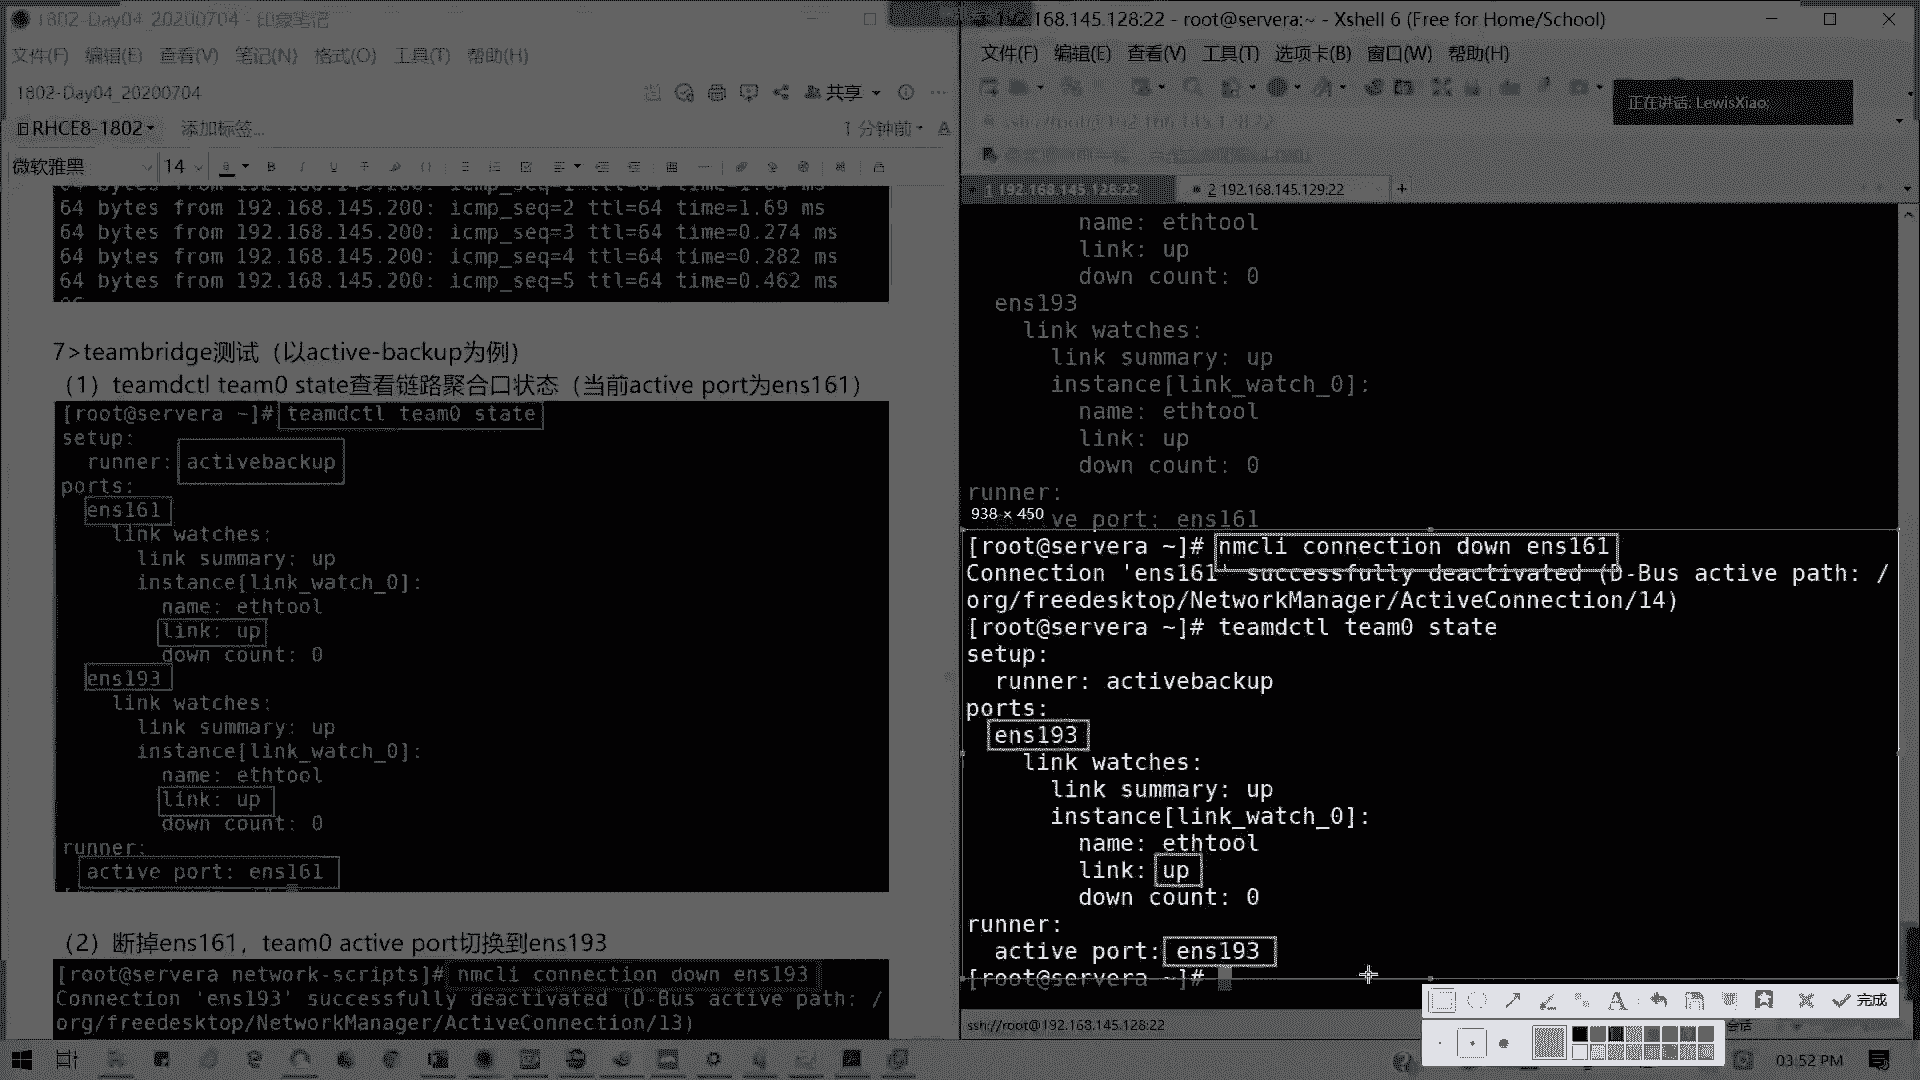 1802-Day04_20200704 - 印象笔记
文件(F) 编辑(E) 查看(V) 笔记(N) 格式(O) 工具(T) 帮助(H)
1802-Day04_20200704
共享
RHCE8-1802
添加标签...
1 分钟前
微软雅黑
14
64 bytes from 192.168.145.200: icmp_seq=2 ttl=64 time=1.69 ms
64 bytes from 192.168.145.200: icmp_seq=3 ttl=64 time=0.274 ms
64 bytes from 192.168.145.200: icmp_seq=4 ttl=64 time=0.282 ms
64 bytes from 192.168.145.200: icmp_seq=5 ttl=64 time=0.462 ms
7>teambridge测试（以active-backup为例）
（1）teamdctl team0 state查看链路聚合口状态（当前active port为ens161）
[root@servera ~]# teamdctl team0 state
setup:
runner: activebackup
ports:
ens161
link watches:
link summary: up
instance[link_watch_0]:
name: ethtool
link: up
down count: 0
ens193
link watches:
link summary: up
instance[link_watch_0]:
name: ethtool
link: up
down count: 0
runner:
active port: ens161
（2）断掉ens161，team0 active port切换到ens193
[root@servera network-scripts]# nmcli connection down ens193
Connection 'ens193' successfully deactivated (D-Bus active path: /
org/freedesktop/NetworkManager/ActiveConnection/13)
192.168.145.128:22 - root@servera:~ - Xshell 6 (Free for Home/School)
文件(F) 编辑(E) 查看(V) 工具(T) 选项卡(B) 窗口(W) 帮助(H)
正在讲话: LewisXiao;
ssh://root@192.168.145.128:22
1 192.168.145.128:22
2 192.168.145.129:22
name: ethtool
link: up
down count: 0
ens193
link watches:
link summary: up
instance[link_watch_0]:
name: ethtool
link: up
down count: 0
runner:
938 × 450
ve port: ens161
[root@servera ~]# nmcli connection down ens161
Connection 'ens161' successfully deactivated (D-Bus active path: /
org/freedesktop/NetworkManager/ActiveConnection/14)
[root@servera ~]# teamdctl team0 state
setup:
runner: activebackup
ports:
ens193
link watches:
link summary: up
instance[link_watch_0]:
name: ethtool
link: up
down count: 0
runner:
active port: ens193
[root@servera ~]#
完成
ssh://root@192.168.145.128:22
会话
03:52 PM